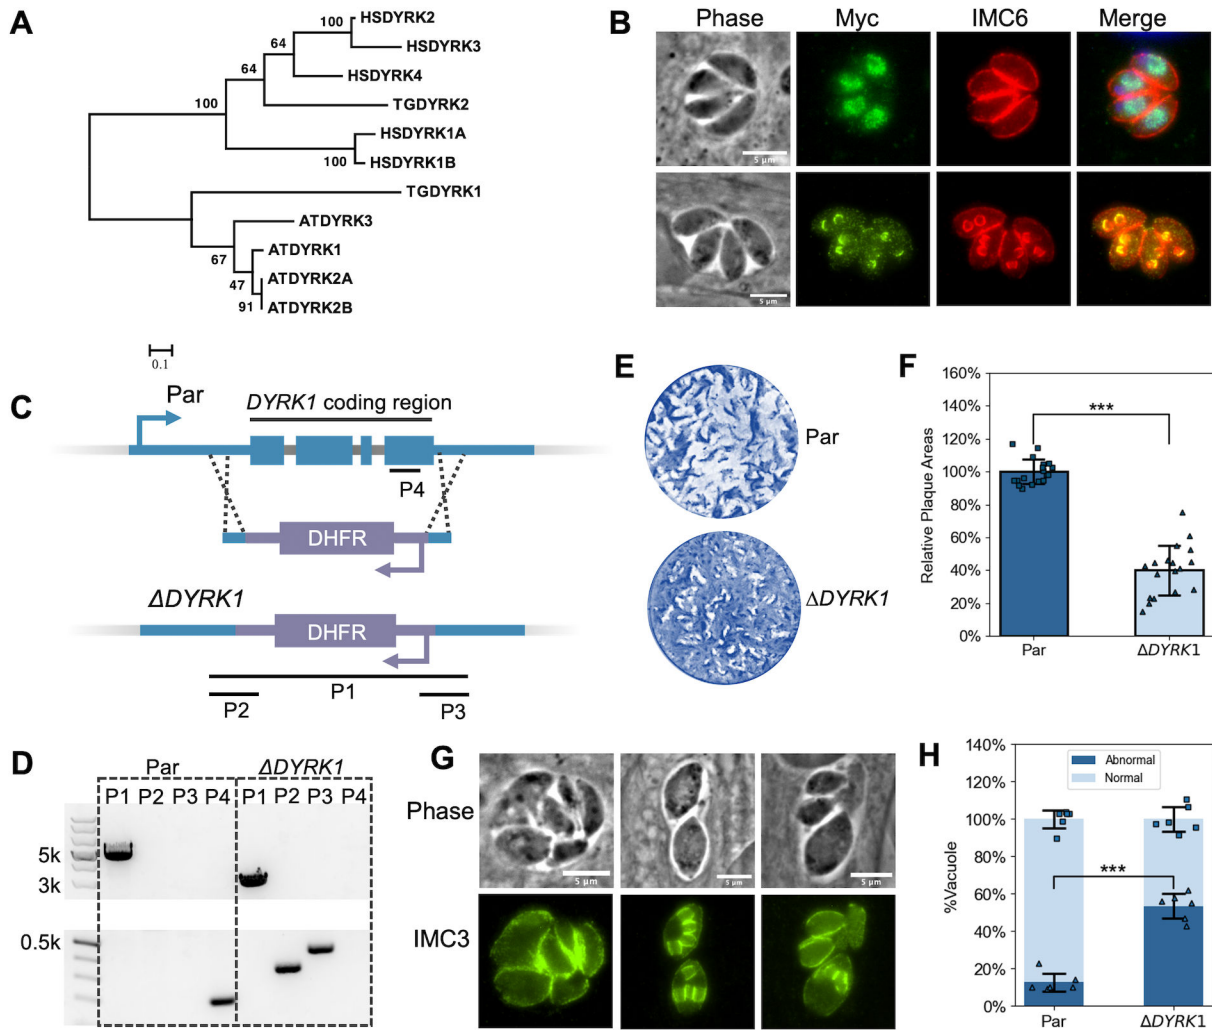 A
HSDYRK2
HSDYRK3
HSDYRK4
TGDYRK2
HSDYRK1A
HSDYRK1B
TGDYRK1
ATDYRK3
ATDYRK1
ATDYRK2A
ATDYRK2B
100
64
64
100
100
67
47
91
0.1
B
Phase Myc IMC6 Merge
5 µm
5 µm
C
Par
DYRK1 coding region
P4
DHFR
ΔDYRK1
DHFR
P1
P2 P3
D
Par ΔDYRK1
P1 P2 P3 P4 P1 P2 P3 P4
5k
3k
0.5k
E
Par
ΔDYRK1
F
Relative Plaque Areas
160%
140%
120%
100%
80%
60%
40%
20%
0%
***
Par ΔDYRK1
G
Phase
5 µm
5 µm
5 µm
IMC3
H
%Vacuole
140%
120%
100%
80%
60%
40%
20%
0%
Abnormal
Normal
***
Par ΔDYRK1